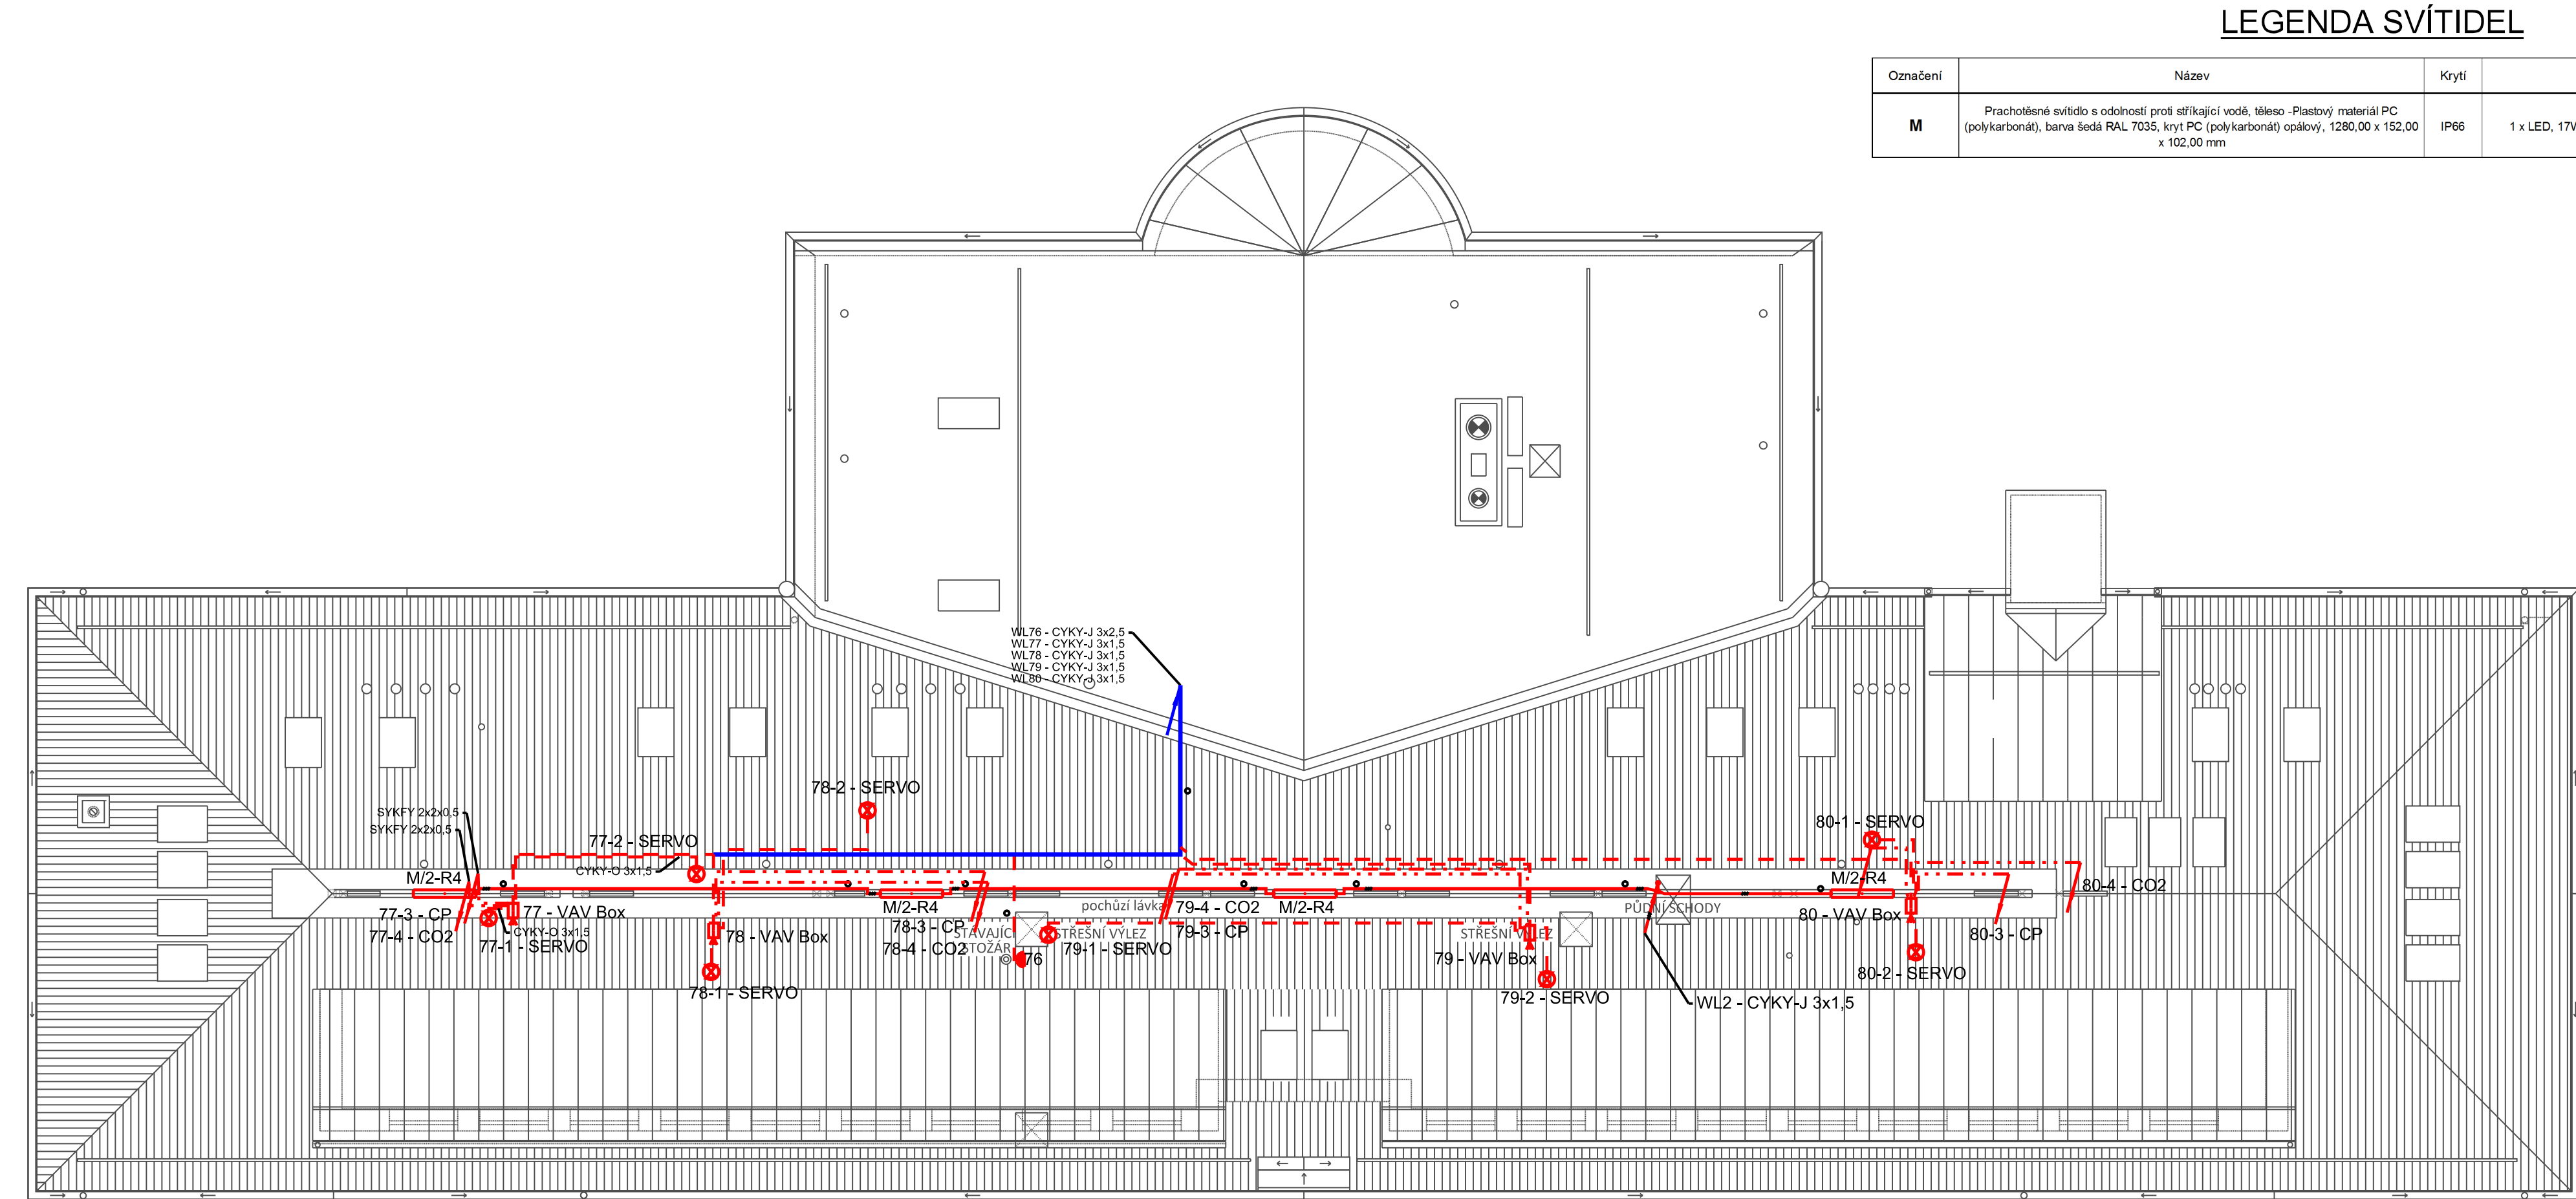 LEGENDA SVÍTIDEL
Označení Název Krytí
M Prachotěsné svítidlo s odolností proti stříkající vodě, těleso -Plastový materiál PC
(polykarbonát), barva šedá RAL 7035, kryt PC (polykarbonát) opálový, 1280,00 x 152,00
x 102,00 mm
IP66
1 x LED, 17W
WL76 - CYKY-J 3x2,5
WL77 - CYKY-J 3x1,5
WL78 - CYKY-J 3x1,5
WL79 - CYKY-J 3x1,5
WL80 - CYKY-J 3x1,5
78-2 - SERVO
SYKFY 2x2x0,5
SYKFY 2x2x0,5
77-2 - SERVO
80-1 - SERVO
CYKY-O 3x1,5
M/2-R4
M/2-R4
80-4 - CO2
pochůzí lávka
M/2-R4
79-4 - CO2
M/2-R4
PŮDNÍ SCHODY
77-3 - CP
77 - VAV Box
80 - VAV Box
78-3 - CP
79-3 - CP
80-3 - CP
77-4 - CO2
CYKY-O 3x1,5
78 - VAV Box
STÁVAJÍCÍ
STOŽÁR
STŘEŠNÍ VÝLEZ
STŘEŠNÍ VÝLEZ
77-1 - SERVO
78-4 - CO2
79-1 - SERVO
76
79 - VAV Box
80-2 - SERVO
78-1 - SERVO
79-2 - SERVO
WL2 - CYKY-J 3x1,5